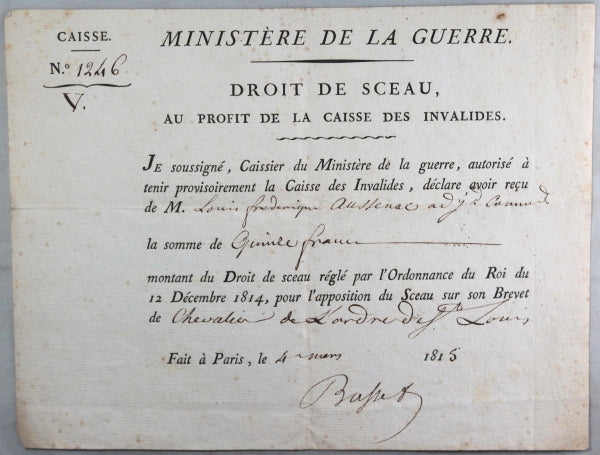 CAISSE.
N.º 1246
V.
MINISTÈRE DE LA GUERRE.
DROIT DE SCEAU,
AU PROFIT DE LA CAISSE DES INVALIDES.
JE soussigné, Caissier du Ministère de la guerre, autorisé à
tenir provisoirement la Caisse des Invalides, déclare avoir reçu
de M. Louis frederique Aussenac adj.d Comm.d
la somme de Quinze francs
montant du Droit de sceau réglé par l'Ordonnance du Roi du
12 Décembre 1814, pour l'apposition du Sceau sur son Brevet
de Chevalier de L'ordre de St. Louis
Fait à Paris, le 4 mars 1815
Basset